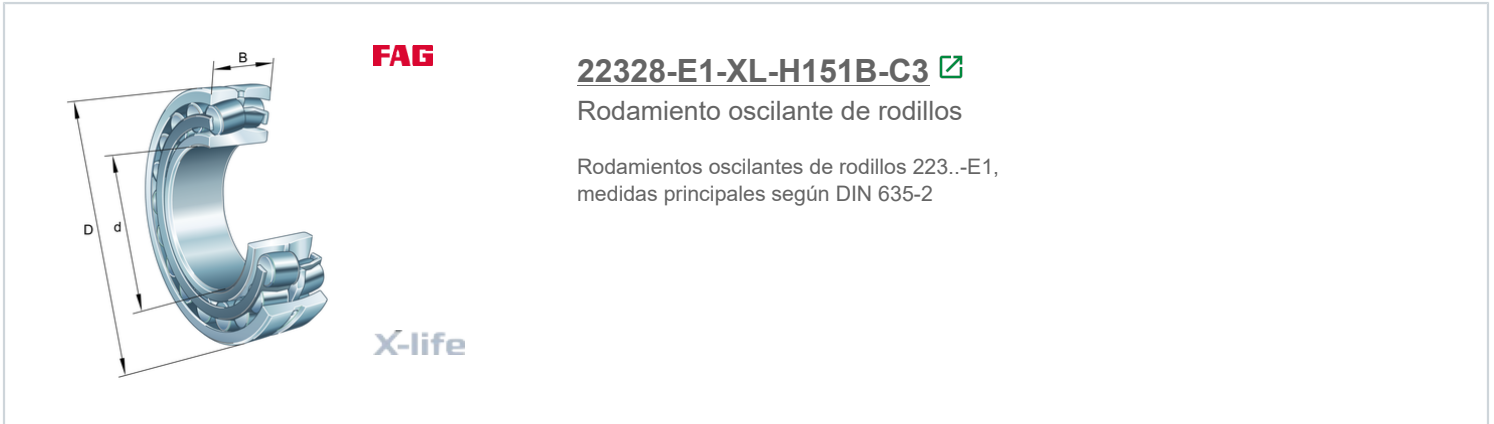 B
FAG
22328-E1-XL-H151B-C3
Rodamiento oscilante de rodillos
Rodamientos oscilantes de rodillos 223..-E1,
medidas principales según DIN 635-2
D
d
X-life